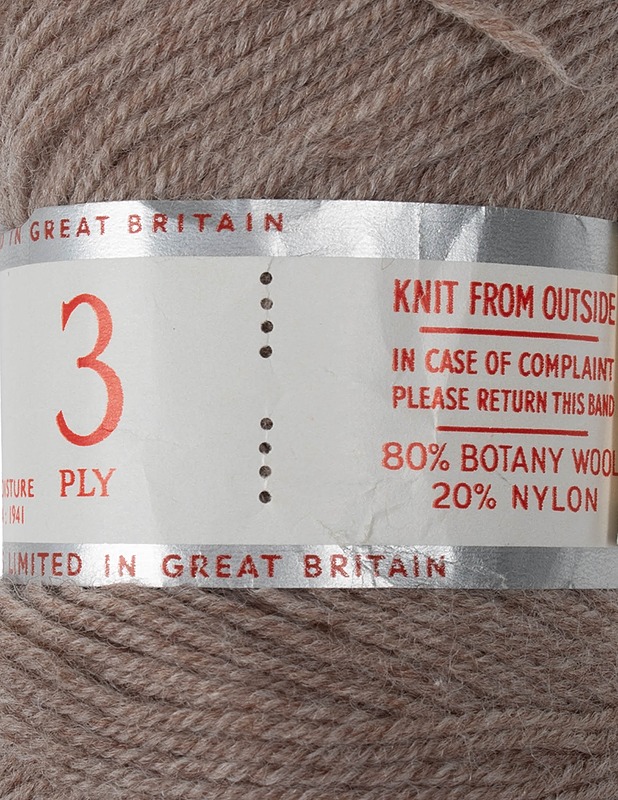 IN GREAT BRITAIN
3
PLY
1941
KNIT FROM OUTSIDE
IN CASE OF COMPLAINT
PLEASE RETURN THIS BAND
80% BOTANY WOOL
20% NYLON
LIMITED IN GREAT BRITAIN